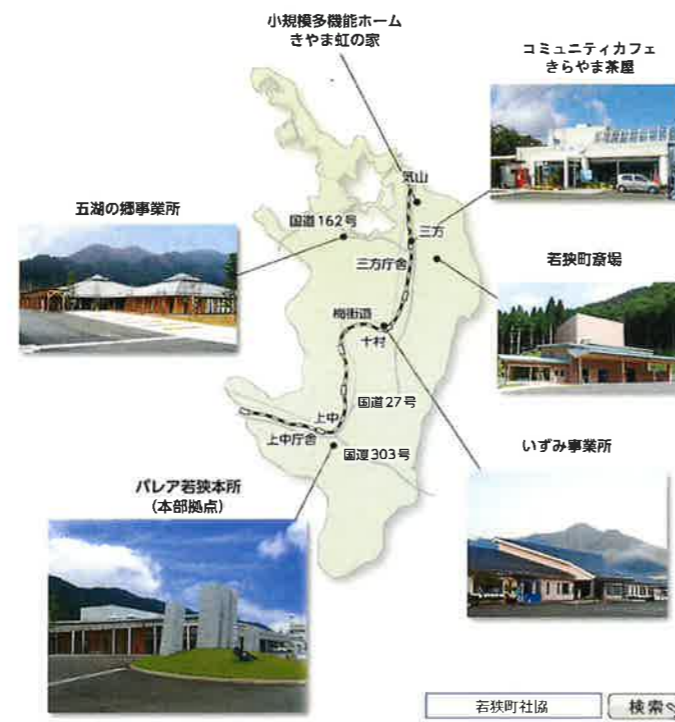 小規模多機能ホーム
きやま虹の家
コミュニティカフェ
きらやま茶屋
気山
五湖の郷事業所
国道162号
三方
三方庁舎
若狭町斎場
梅街道
十村
国道27号
上中
上中庁舎
国道303号
いずみ事業所
パレア若狭本所
(本部拠点)
若狭町社協
検索